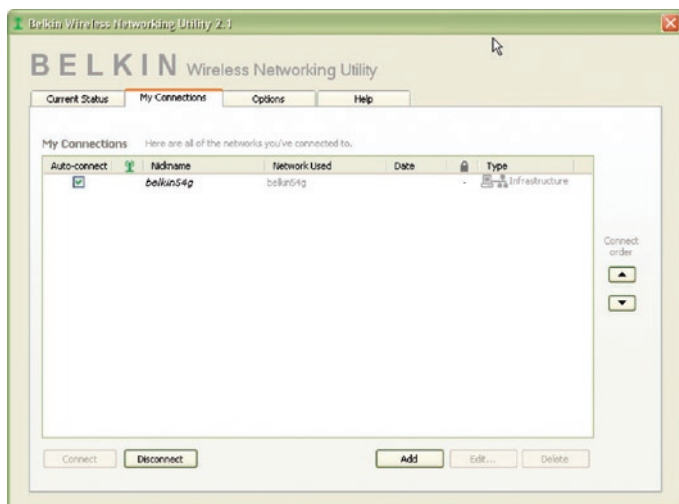 Belkin Wireless Networking Utility 2.1
BELKIN Wireless Networking Utility
Current Status My Connections Options Help
My Connections Here are all of the networks you've connected to.
Auto-connect Nickname Network Used Date Type
belkin54g belkin54g - Infrastructure
Connect order
Connect Disconnect Add Edit... Delete